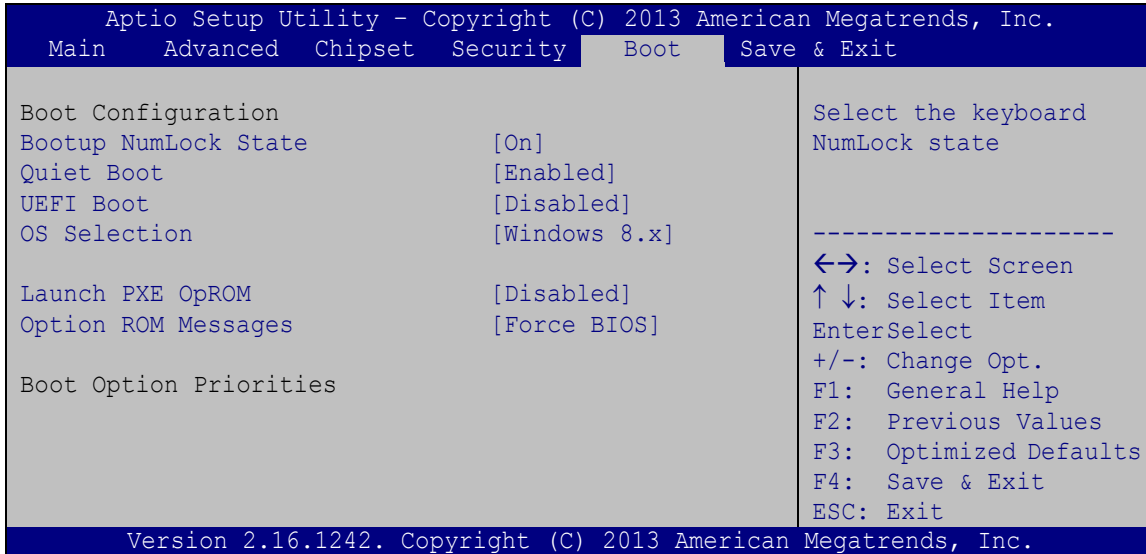 Aptio Setup Utility – Copyright (C) 2013 American Megatrends, Inc.
Main Advanced Chipset Security Boot Save & Exit
Boot Configuration
Bootup NumLock State [On]
Quiet Boot [Enabled]
UEFI Boot [Disabled]
OS Selection [Windows 8.x]
Launch PXE OpROM [Disabled]
Option ROM Messages [Force BIOS]
Boot Option Priorities
Select the keyboard
NumLock state
---------------------
←→: Select Screen
↑ ↓: Select Item
EnterSelect
+/-: Change Opt.
F1: General Help
F2: Previous Values
F3: Optimized Defaults
F4: Save & Exit
ESC: Exit
Version 2.16.1242. Copyright (C) 2013 American Megatrends, Inc.